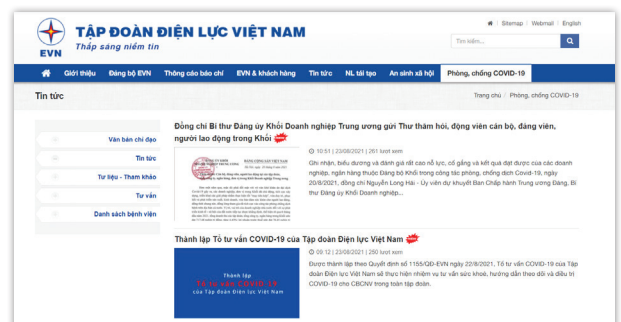 Sitemap | Webmail | English
TẬP ĐOÀN ĐIỆN LỰC VIỆT NAM
Thắp sáng niềm tin
EVN
Tìm kiếm...
Giới thiệu Đảng bộ EVN Thông cáo báo chí EVN & khách hàng Tin tức NL tái tạo An sinh xã hội Phòng, chống COVID-19
Tin tức
Trang chủ / Phòng, chống COVID-19
Văn bản chỉ đạo
Tin tức
Tư liệu - Tham khảo
Tư vấn
Danh sách bệnh viện
Đồng chí Bí thư Đảng ủy Khối Doanh nghiệp Trung ương gửi Thư thăm hỏi, động viên cán bộ, đảng viên,
người lao động trong Khối
10:51 | 23/08/2021 | 261 lượt xem
Ghi nhận, biểu dương và đánh giá rất cao nỗ lực, cố gắng và kết quả đạt được của các doanh
nghiệp, ngân hàng thuộc Đảng bộ Khối trong công tác phòng, chống dịch Covid-19, ngày
20/8/2021, đồng chí Nguyễn Long Hải - Ủy viên dự khuyết Ban Chấp hành Trung ương Đảng, Bí
thư Đảng ủy Khối Doanh nghiệp...
Thành lập Tổ tư vấn COVID-19 của Tập đoàn Điện lực Việt Nam
09:12 | 23/08/2021 | 250 lượt xem
Được thành lập theo Quyết định số 1155/QĐ-EVN ngày 22/8/2021, Tổ tư vấn COVID-19 của Tập
đoàn Điện lực Việt Nam sẽ thực hiện nhiệm vụ tư vấn sức khoẻ, hướng dẫn theo dõi và điều trị
COVID-19 cho CBCNV trong toàn tập đoàn.
Thành lập
Tổ tư vấn COVID-19
của Tập đoàn Điện lực Việt Nam